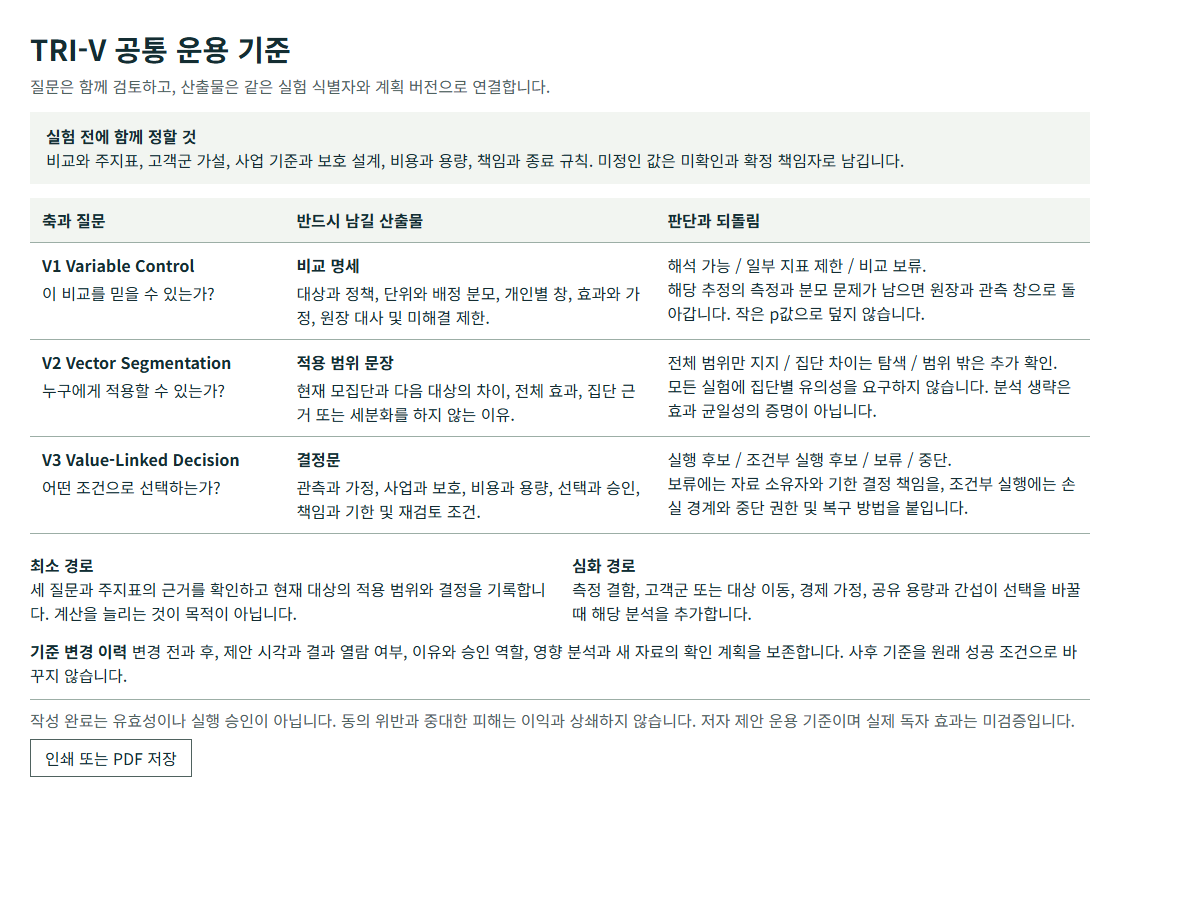 TRI-V 공통 운용 기준
질문은 함께 검토하고, 산출물은 같은 실험 식별자와 계획 버전으로 연결합니다.
실험 전에 함께 정할 것
비교와 주지표, 고객군 가설, 사업 기준과 보호 설계, 비용과 용량, 책임과 종료 규칙. 미정인 값은 미확인과 확정 책임자로 남깁니다.
축과 질문
반드시 남길 산출물
판단과 되돌림
V1 Variable Control
이 비교를 믿을 수 있는가?
비교 명세
대상과 정책, 단위와 배정 분모, 개인별 창, 효과와 가
정, 원장 대사 및 미해결 제한.
해석 가능 / 일부 지표 제한 / 비교 보류.
해당 추정의 측정과 분모 문제가 남으면 원장과 관측 창으로 돌
아갑니다. 작은 p값으로 덮지 않습니다.
V2 Vector Segmentation
누구에게 적용할 수 있는가?
적용 범위 문장
현재 모집단과 다음 대상의 차이, 전체 효과, 집단 근
거 또는 세분화를 하지 않는 이유.
전체 범위만 지지 / 집단 차이는 탐색 / 범위 밖은 추가 확인.
모든 실험에 집단별 유의성을 요구하지 않습니다. 분석 생략은
효과 균일성의 증명이 아닙니다.
V3 Value-Linked Decision
어떤 조건으로 선택하는가?
결정문
관측과 가정, 사업과 보호, 비용과 용량, 선택과 승인,
책임과 기한 및 재검토 조건.
실행 후보 / 조건부 실행 후보 / 보류 / 중단.
보류에는 자료 소유자와 기한 결정 책임을, 조건부 실행에는 손
실 경계와 중단 권한 및 복구 방법을 붙입니다.
최소 경로
세 질문과 주지표의 근거를 확인하고 현재 대상의 적용 범위와 결정을 기록합니
다. 계산을 늘리는 것이 목적이 아닙니다.
심화 경로
측정 결함, 고객군 또는 대상 이동, 경제 가정, 공유 용량과 간섭이 선택을 바꿀
때 해당 분석을 추가합니다.
기준 변경 이력 변경 전과 후, 제안 시각과 결과 열람 여부, 이유와 승인 역할, 영향 분석과 새 자료의 확인 계획을 보존합니다. 사후 기준을 원래 성공 조건으로 바
꾸지 않습니다.
작성 완료는 유효성이나 실행 승인이 아닙니다. 동의 위반과 중대한 피해는 이익과 상쇄하지 않습니다. 저자 제안 운용 기준이며 실제 독자 효과는 미검증입니다.
인쇄 또는 PDF 저장